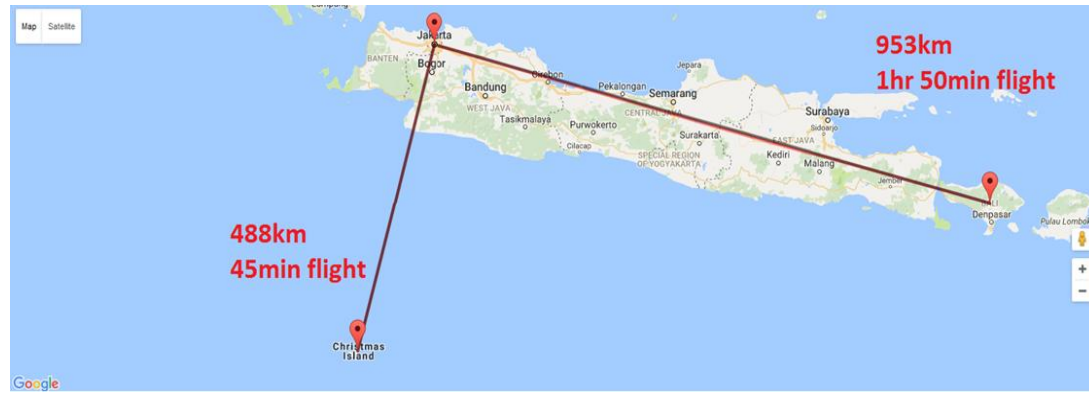 Map Satellite
Lampung
Jakarta
BANTEN
Bogor
Bandung
Cirebon
WEST JAVA
Tasikmalaya
Pekalongan
Jepara
Semarang
CENTRAL JAVA
Purwokerto
Cilacap
Surakarta
SPECIAL REGION
OF YOGYAKARTA
Surabaya
Sidoarjo
EAST JAVA
Kediri
Malang
Jember
BALI
Denpasar
Pulau Lombok
953km
1hr 50min flight
488km
45min flight
Christmas
Island
+
−
Google